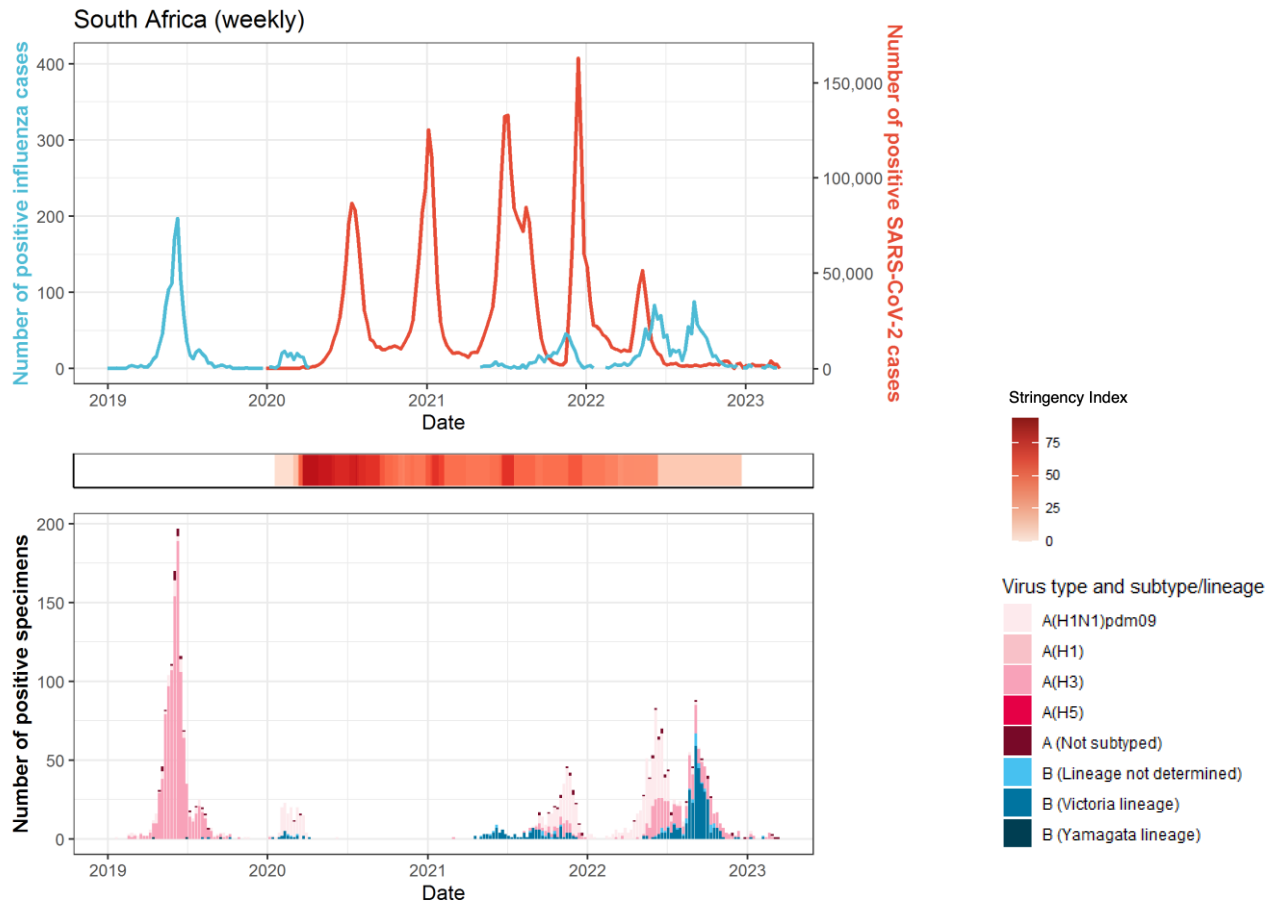 South Africa (weekly)
Number of positive influenza cases
400
300
200
100
0
150,000
100,000
50,000
0
Number of positive SARS-CoV-2 cases
2019 2020 2021 2022 2023
Date
Stringency Index
75
50
25
0
Number of positive specimens
200
150
100
50
0
2019 2020 2021 2022 2023
Date
Virus type and subtype/lineage
A(H1N1)pdm09
A(H1)
A(H3)
A(H5)
A (Not subtyped)
B (Lineage not determined)
B (Victoria lineage)
B (Yamagata lineage)